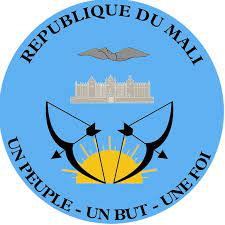 REPUBLIQUE DU MALI
UN PEUPLE - UN BUT - UNE FOI